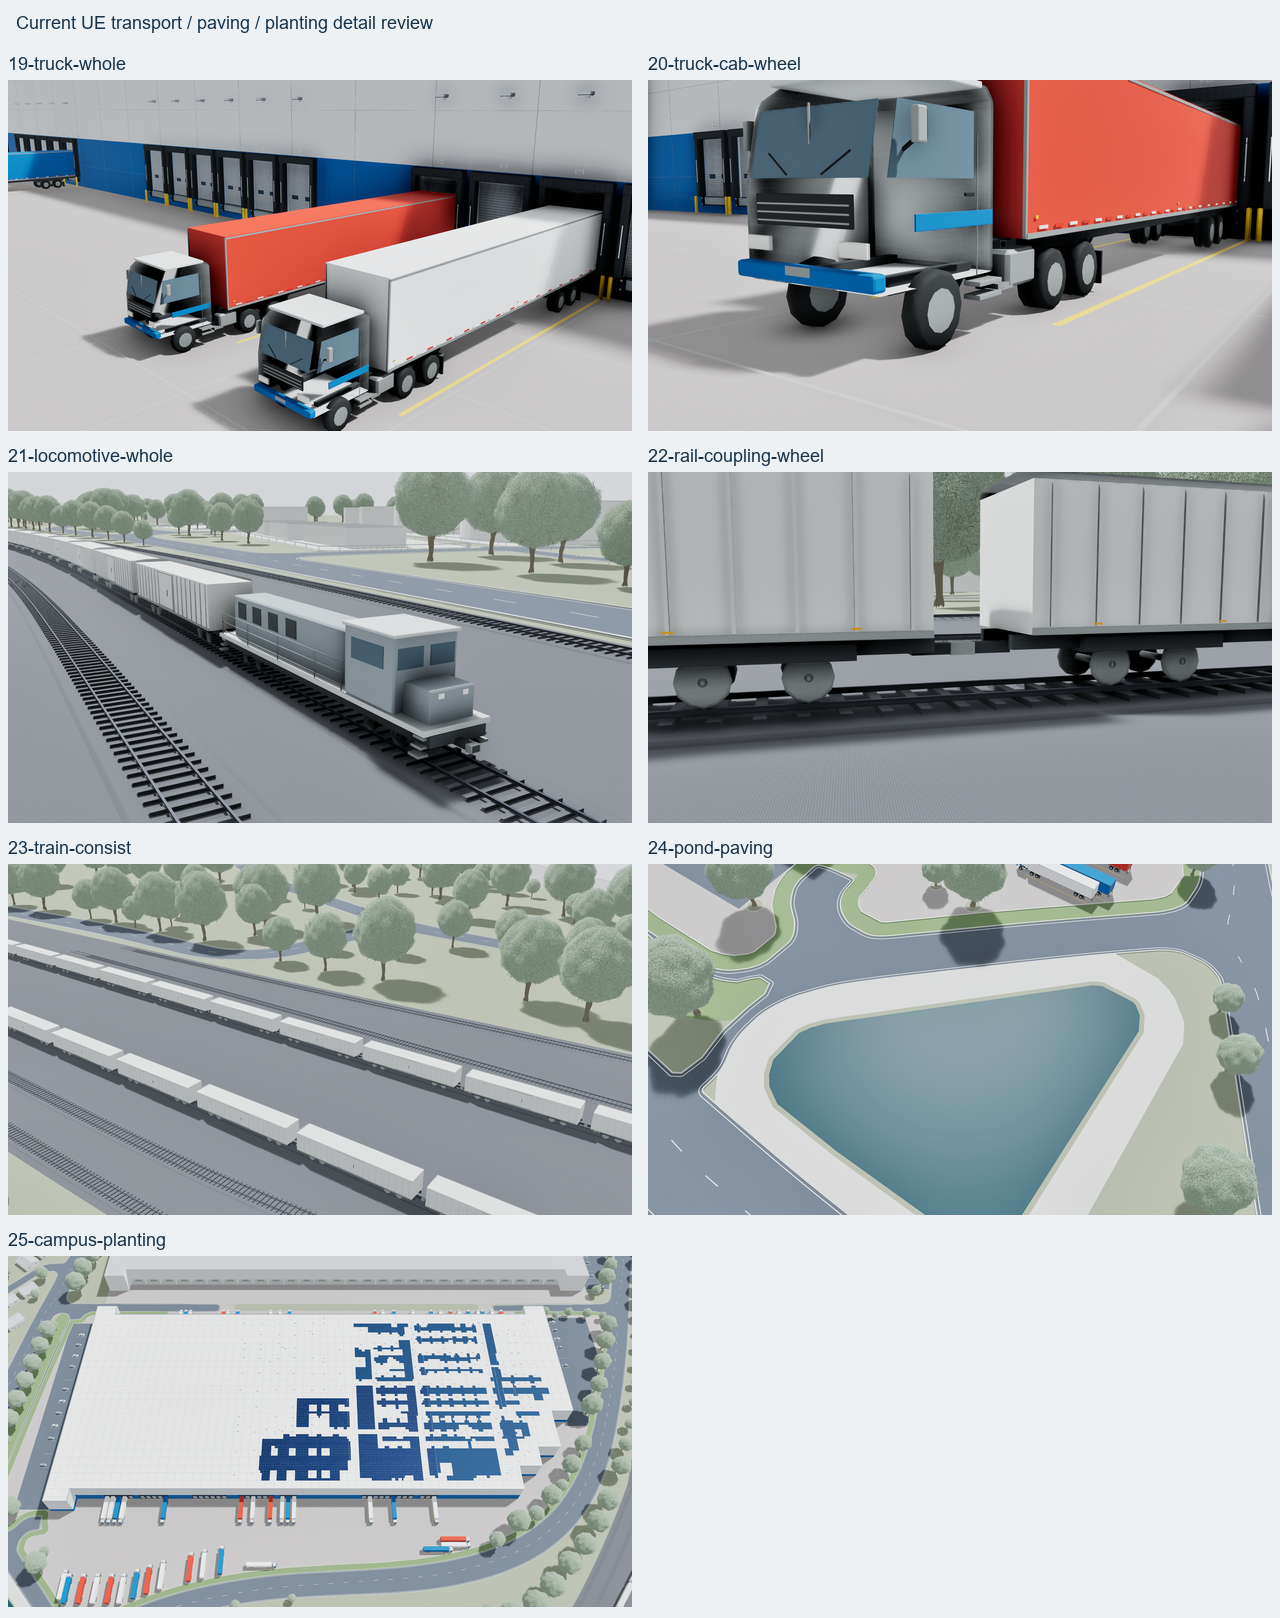 Current UE transport / paving / planting detail review
19-truck-whole
20-truck-cab-wheel
21-locomotive-whole
22-rail-coupling-wheel
23-train-consist
24-pond-paving
25-campus-planting